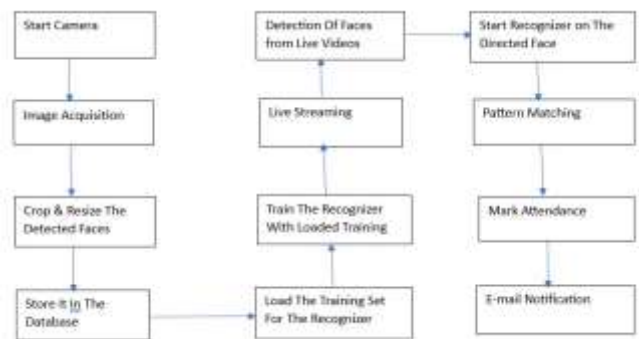 Start Camera
Image Acquisition
Crop & Resize The
Detected Faces
Store It in The
Database
Load The Training Set
For The Recognizer
Train The Recognizer
With Loaded Training
Live Streaming
Detection Of Faces
from Live Videos
Start Recognizer on The
Directed Face
Pattern Matching
Mark Attendance
E-mail Notification